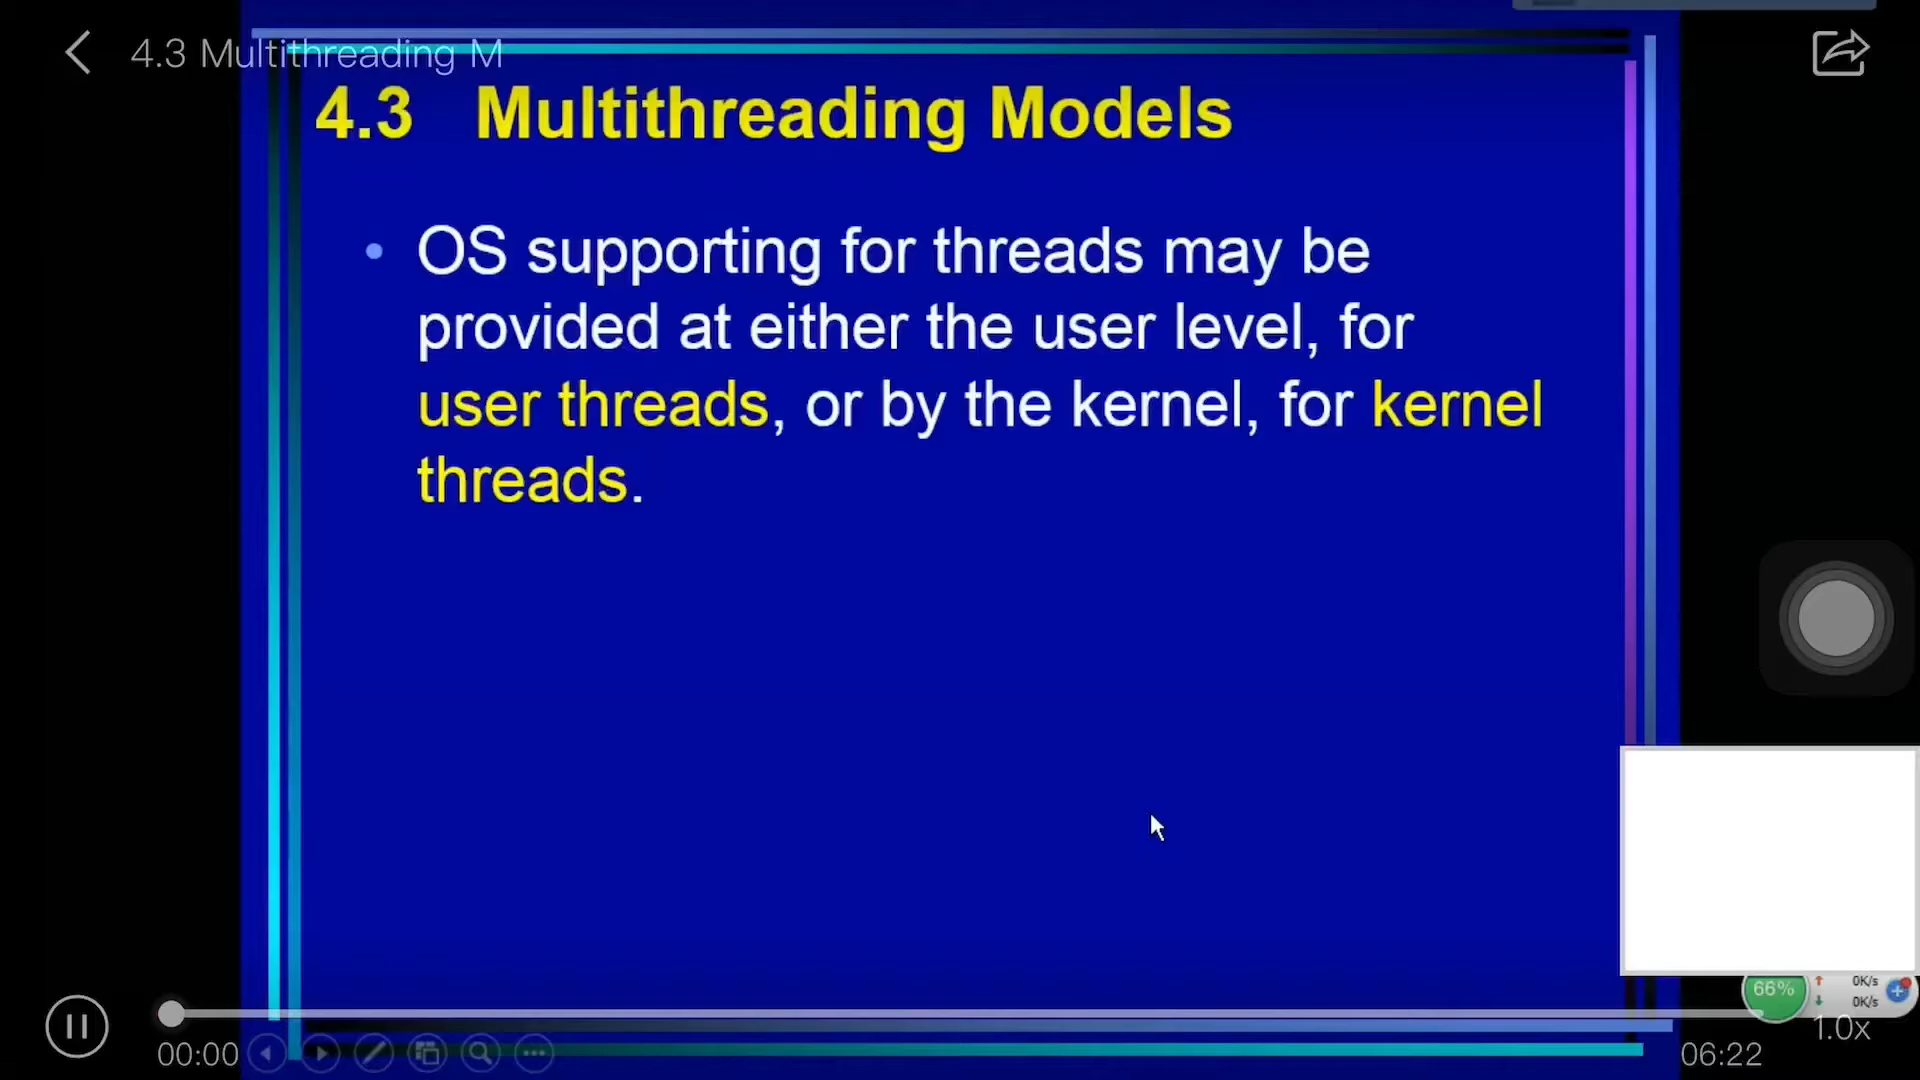 4.3 Multithreading M
4.3 Multithreading Models
• OS supporting for threads may be
provided at either the user level, for
user threads, or by the kernel, for kernel
threads.
66%
0K/s
0K/s
1.0x
00:00
06:22